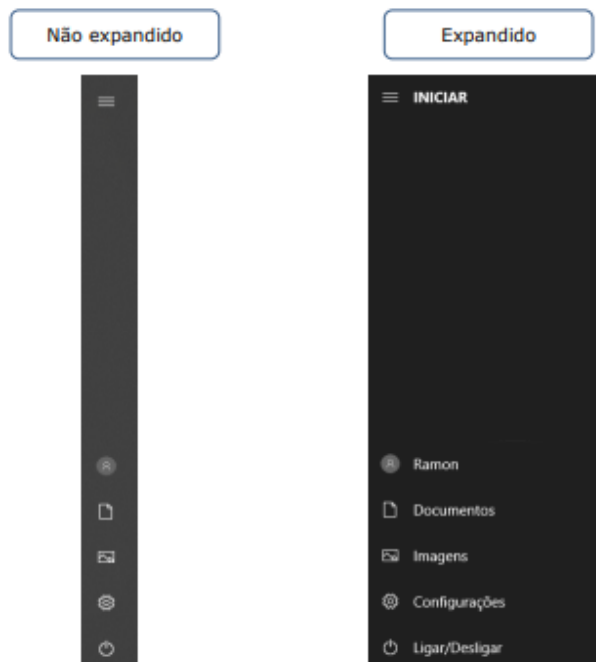 Não expandido
Expandido
INICIAR
Ramon
Documentos
Imagens
Configurações
Ligar/Desligar